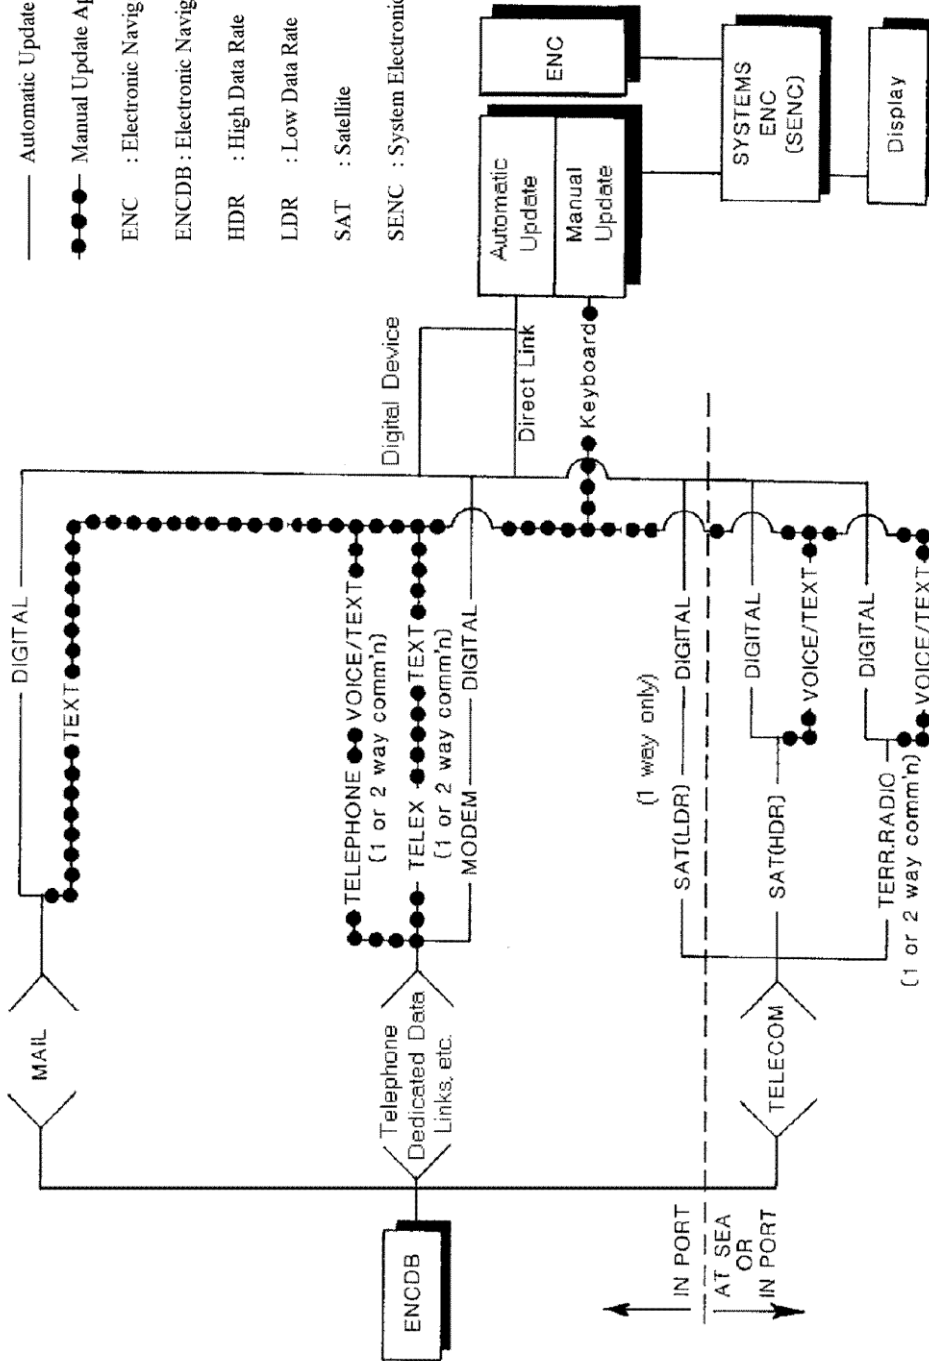 Automatic Update
Manual Update Ap
ENC : Electronic Navig
ENCDB : Electronic Navig
HDR : High Data Rate
LDR : Low Data Rate
SAT : Satellite
SENC : System Electronic
ENCDB
MAIL
DIGITAL
TEXT
Telephone
Dedicated Data
Links, etc.
TELEPHONE
VOICE/TEXT
(1 or 2 way comm'n)
TELEX
TEXT
(1 or 2 way comm'n)
MODEM
DIGITAL
Digital Device
Direct Link
Keyboard
Automatic
Update
Manual
Update
ENC
SYSTEMS
ENC
(SENC)
Display
(1 way only)
SAT(LDR)
DIGITAL
IN PORT
AT SEA
OR
IN PORT
TELECOM
SAT(HDR)
DIGITAL
VOICE/TEXT
TERR.RADIO
(1 or 2 way comm'n)
DIGITAL
VOICE/TEXT